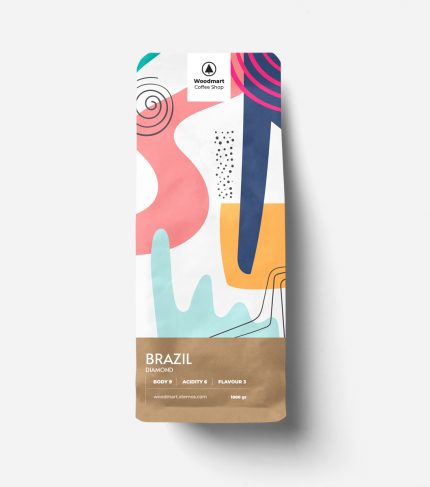 Woodmart
Coffee Shop
BRAZIL
DIAMOND
BODY 9 ACIDITY 6 FLAVOUR 3
woodmart.xtemos.com 1000 gr